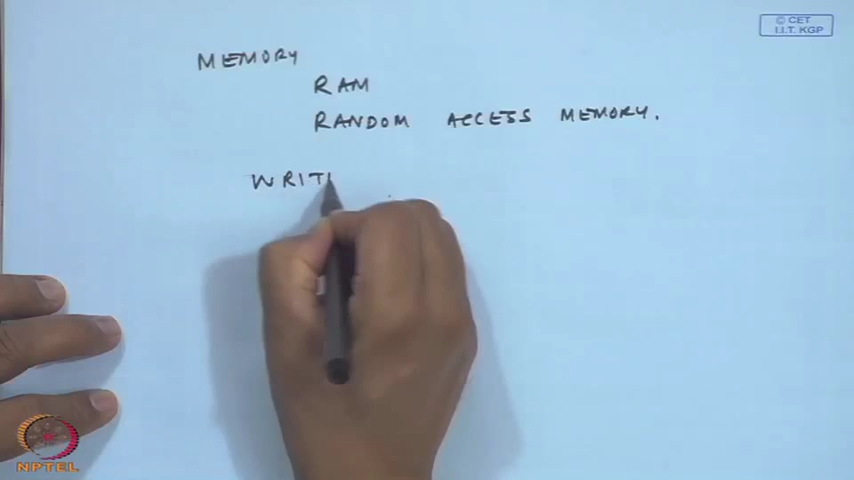 © CET
I.I.T. KGP
MEMORY
RAM
RANDOM ACCESS MEMORY.
WRIT
NPTEL